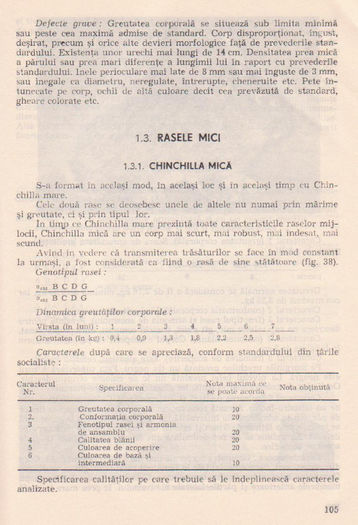 Defecte grave : Greutatea corporală se situează sub limita minimă
sau peste cea maximă admise de standard. Corp disproporționat, îngust,
deșirat, precum și orice alte devieri morfologice față de prevederile stan-
dardului. Existența unor urechi mai lungi de 14 cm. Densitatea prea mică
a părului sau prea mari diferențe a lungimii lui în raport cu prevederile
standardului. Inele perioculare mai late de 8 mm sau mai înguste de 3 mm,
sau inegale ca diametru, neregulate, întrerupte, cheneruite etc. Pete în-
tunecate pe corp, ochii de altă culoare decît cea prevăzută de standard,
gheare colorate etc.
1.3. RASELE MICI
1.3.1. CHINCHILLA MICĂ
S-a format în același mod, în același loc și în același timp cu Chin-
chilla mare.
Cele două rase se deosebesc unele de altele nu numai prin mărime
și greutate, ci și prin tipul lor.
În timp ce Chinchilla mare prezintă toate caracteristicile raselor mij-
locii, Chinchilla mică are un corp mai scurt, mai robust, mai îndesat, mai
scund.
Avînd în vedere că transmiterea trăsăturilor se face în mod constant
la urmași, a fost considerată ca fiind o rasă de sine stătătoare (fig. 38).
Genotipul rasei :
a chi B C D G
a chi B C D G
Dinamica greutăților corporale :
Vîrsta (în luni) : 1 2 3 4 5 6 7
Greutatea (în kg) : 0,4 0,9 1,3 1,8 2,2 2,5 2,8
Caracterele după care se apreciază, conform standardului din țările
socialiste :
Caracterul Nr. Specificarea Nota maximă ce se poate acorda Nota obținută
1 Greutatea corporală 10
2. Conformația corporală 20
3 Fenotipul rasei și armonia
de ansamblu 20
4 Calitatea blănii 20
5 Culoarea de acoperire 20
6 Culoarea de bază și
intermediară 10
Specificarea calităților pe care trebuie să le îndeplinească caracterele
analizate.
105